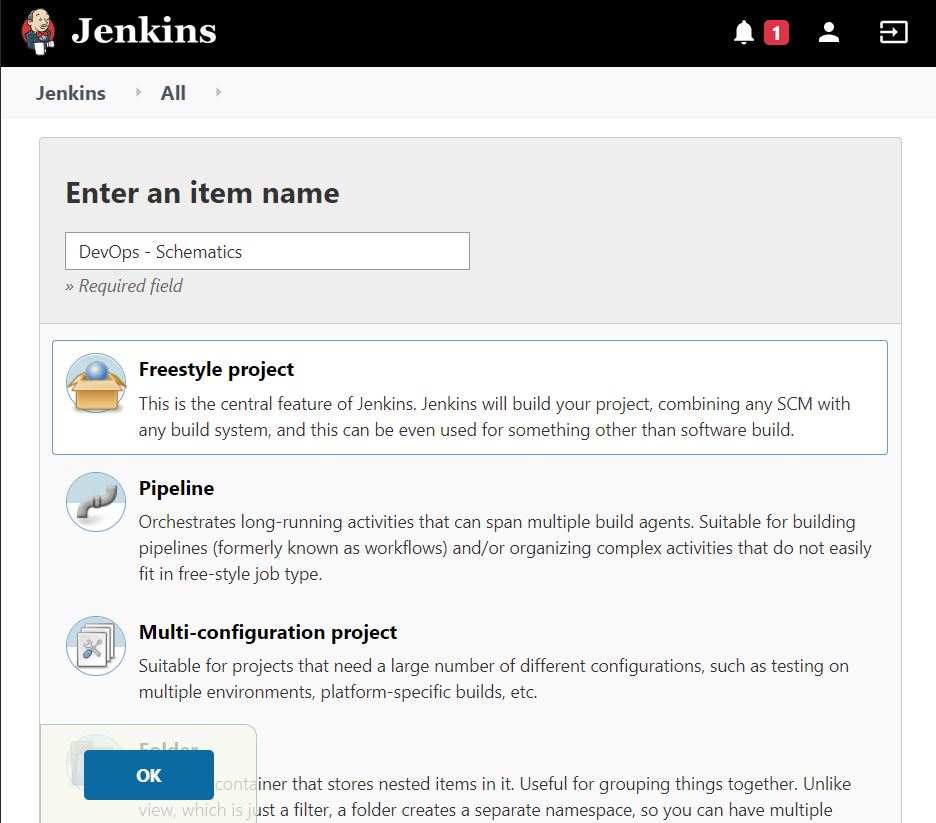 Jenkins
1
Jenkins
All
Enter an item name
DevOps - Schematics
» Required field
Freestyle project
This is the central feature of Jenkins. Jenkins will build your project, combining any SCM with
any build system, and this can be even used for something other than software build.
Pipeline
Orchestrates long-running activities that can span multiple build agents. Suitable for building
pipelines (formerly known as workflows) and/or organizing complex activities that do not easily
fit in free-style job type.
Multi-configuration project
Suitable for projects that need a large number of different configurations, such as testing on
multiple environments, platform-specific builds, etc.
Folder
OK
container that stores nested items in it. Useful for grouping things together. Unlike
view, which is just a filter, a folder creates a separate namespace, so you can have multiple